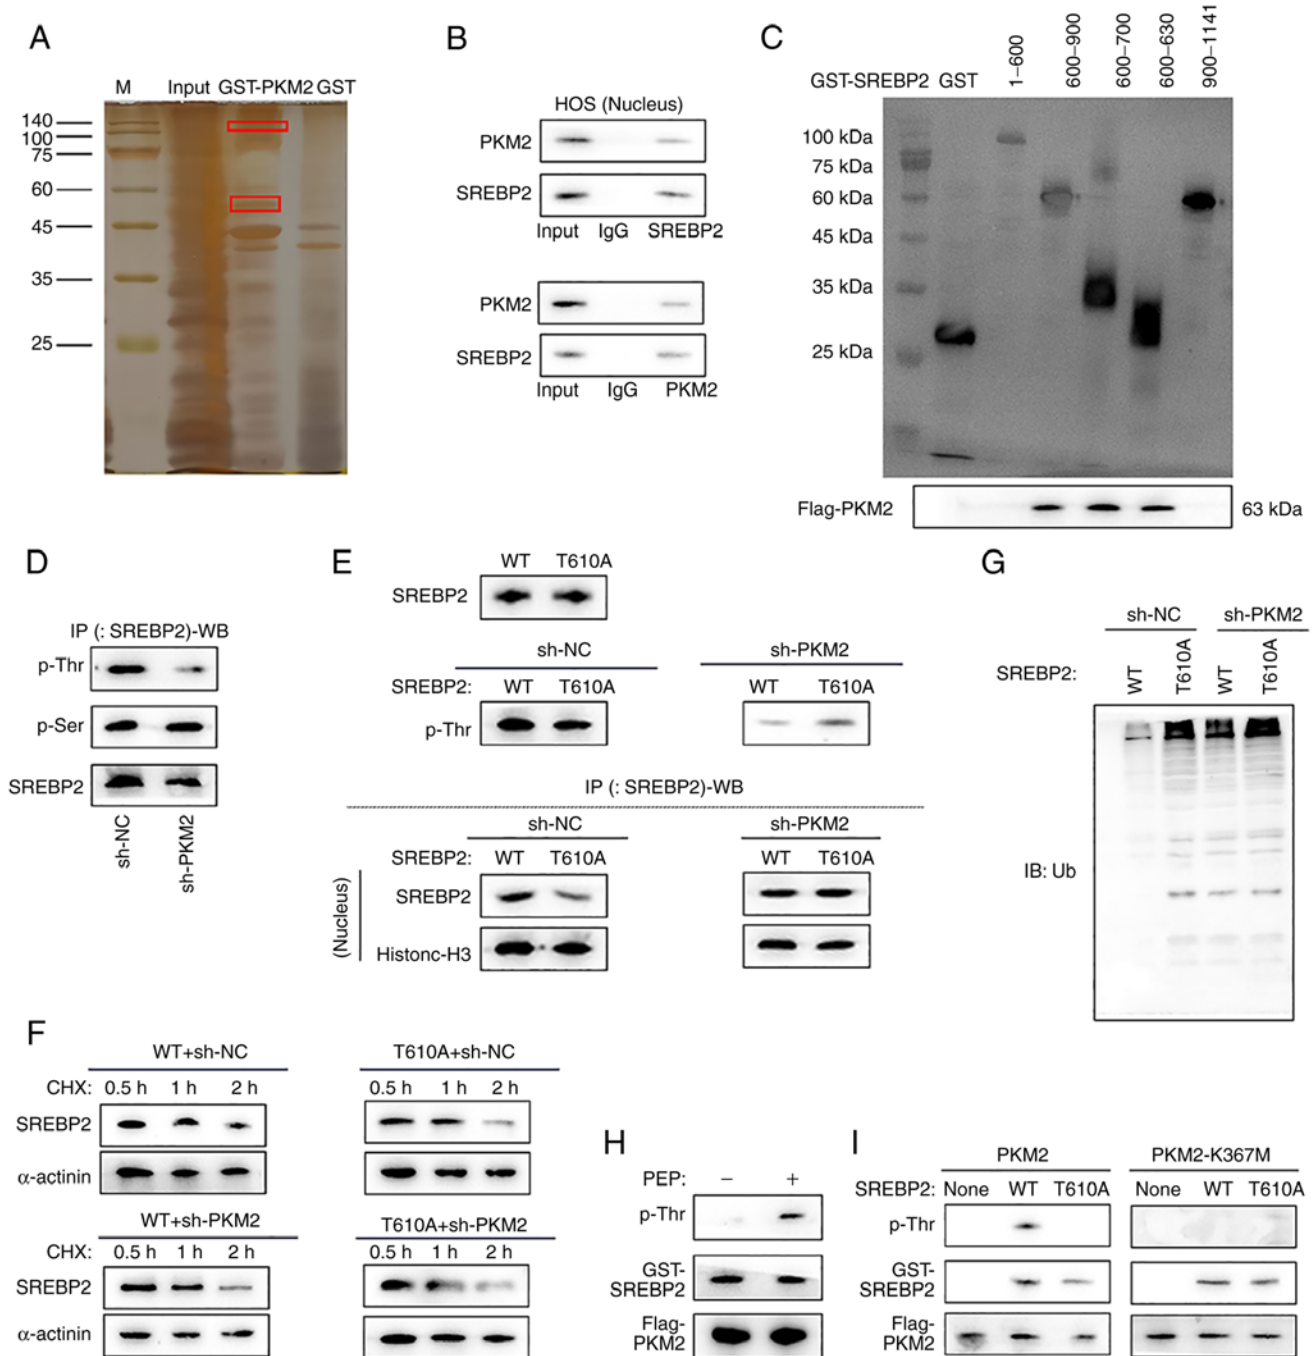 A
M Input GST-PKM2 GST
140
100
75
60
45
35
25
B
HOS (Nucleus)
PKM2
SREBP2
Input IgG SREBP2
PKM2
SREBP2
Input IgG PKM2
C
GST-SREBP2 GST 1–600 600–900 600–700 600–630 900–1141
100 kDa
75 kDa
60 kDa
45 kDa
35 kDa
25 kDa
Flag-PKM2 63 kDa
D
IP (: SREBP2)-WB
p-Thr
p-Ser
SREBP2
sh-NC sh-PKM2
E
WT T610A
SREBP2
sh-NC sh-PKM2
SREBP2: WT T610A WT T610A
p-Thr
IP (: SREBP2)-WB
sh-NC sh-PKM2
SREBP2: WT T610A WT T610A
(Nucleus)
SREBP2
Histonc-H3
G
sh-NC sh-PKM2
SREBP2: WT T610A WT T610A
IB: Ub
F
WT+sh-NC T610A+sh-NC
CHX: 0.5 h 1 h 2 h 0.5 h 1 h 2 h
SREBP2
α-actinin
WT+sh-PKM2 T610A+sh-PKM2
CHX: 0.5 h 1 h 2 h 0.5 h 1 h 2 h
SREBP2
α-actinin
H
PEP: – +
p-Thr
GST-
SREBP2
Flag-
PKM2
I
PKM2 PKM2-K367M
SREBP2: None WT T610A None WT T610A
p-Thr
GST-
SREBP2
Flag-
PKM2